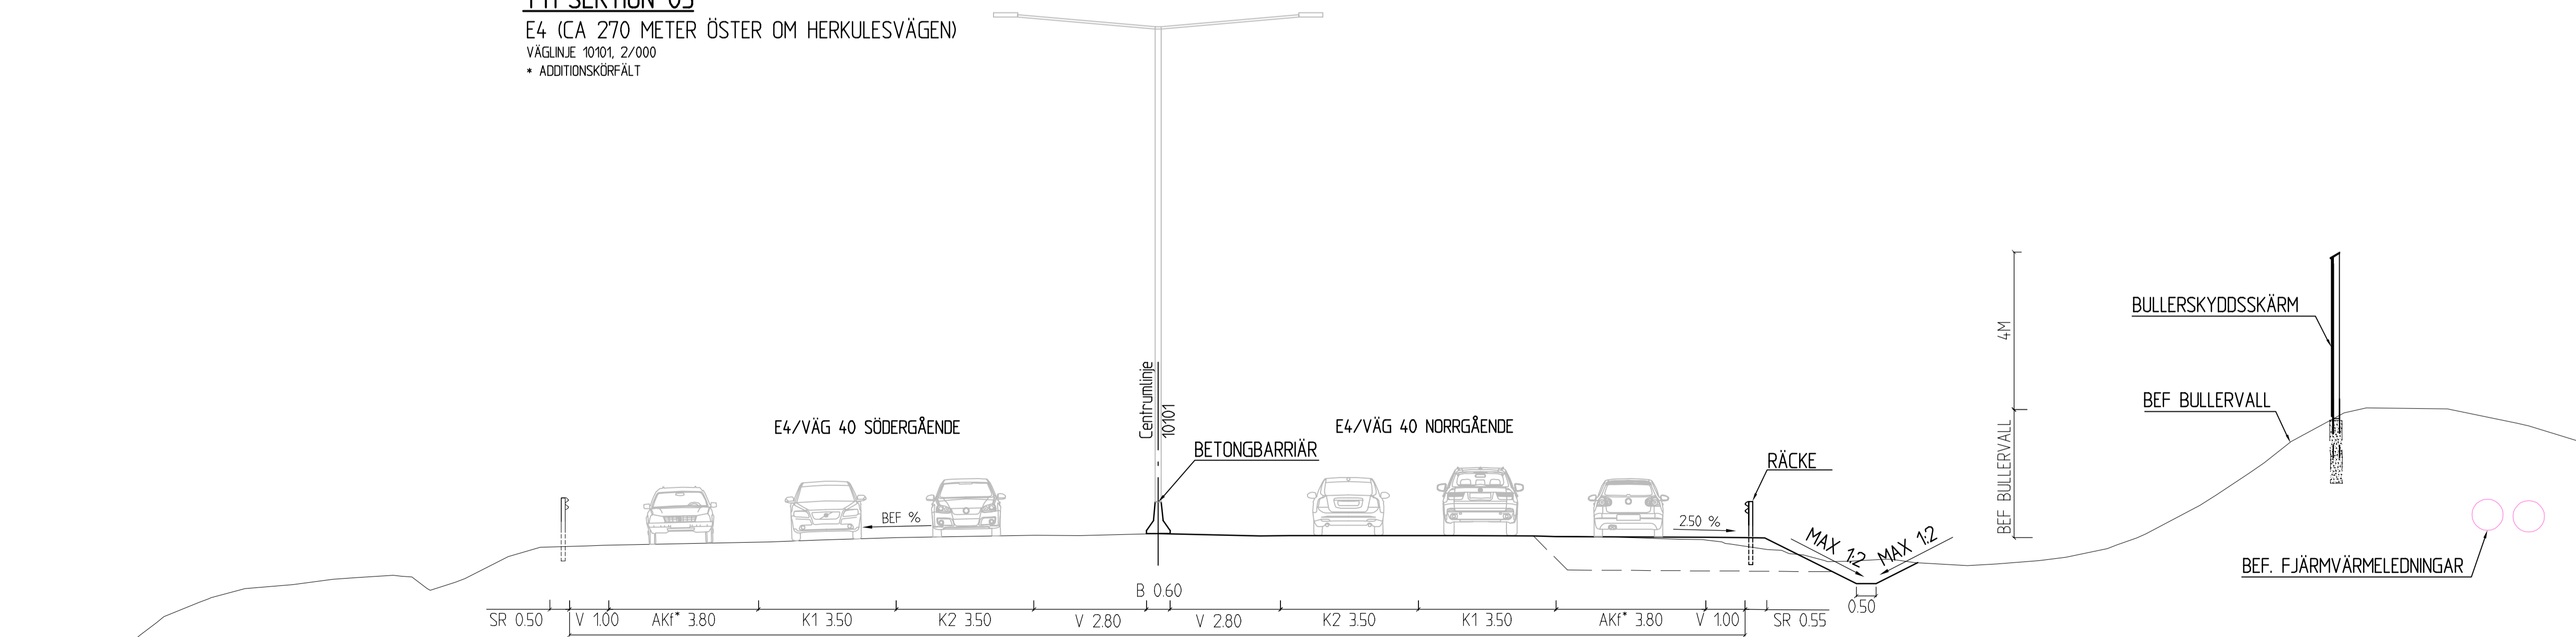 TYPSEKTION 03
E4 (CA 270 METER ÖSTER OM HERKULESVÄGEN)
VÄGLINJE 10101, 2/000
* ADDITIONSKÖRFÄLT
BULLERSKYDDSSKÄRM
4M
Centrumlinje
10101
BEF BULLERVALL
E4/VÄG 40 SÖDERGÅENDE
E4/VÄG 40 NORRGÅENDE
BETONGBARRIÄR
RÄCKE
BEF BULLERVALL
BEF %
2.50 %
MAX 1:2
MAX 1:2
BEF. FJÄRMVÄRMELEDNINGAR
B 0.60
0.50
SR 0.50
V 1.00
AKf* 3.80
K1 3.50
K2 3.50
V 2.80
V 2.80
K2 3.50
K1 3.50
AKf* 3.80
V 1.00
SR 0.55